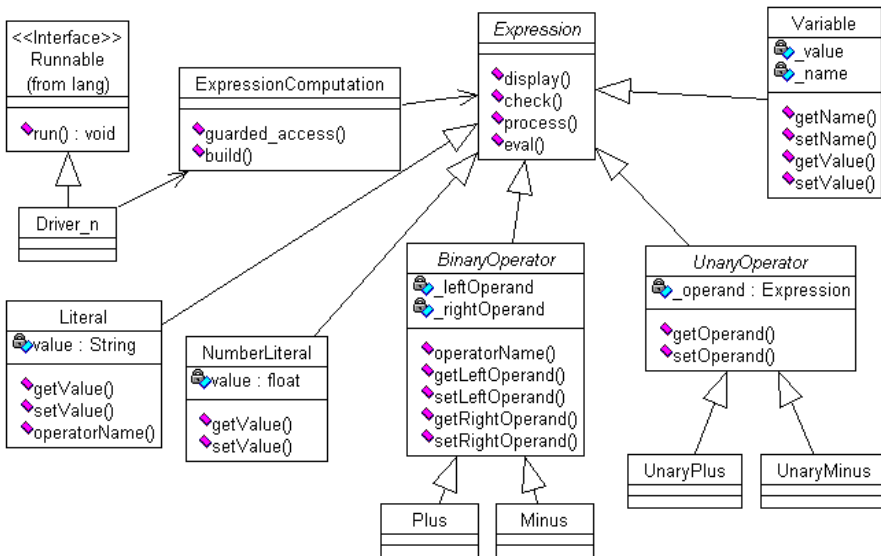 <<Interface>>
Runnable
(from lang)
run() : void
ExpressionComputation
guarded_access()
build()
Expression
display()
check()
process()
eval()
Variable
_value
_name
getName()
setName()
getValue()
setValue()
Driver_n
Literal
value : String
getValue()
setValue()
operatorName()
NumberLiteral
value : float
getValue()
setValue()
BinaryOperator
_leftOperand
_rightOperand
operatorName()
getLeftOperand()
setLeftOperand()
getRightOperand()
setRightOperand()
UnaryOperator
_operand : Expression
getOperand()
setOperand()
Plus
Minus
UnaryPlus
UnaryMinus